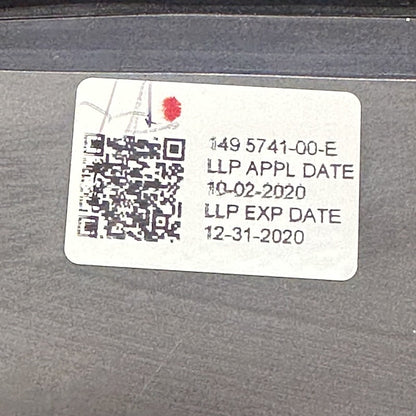 149 5741-00-E
LLP APPL DATE
10-02-2020
LLP EXP DATE
12-31-2020